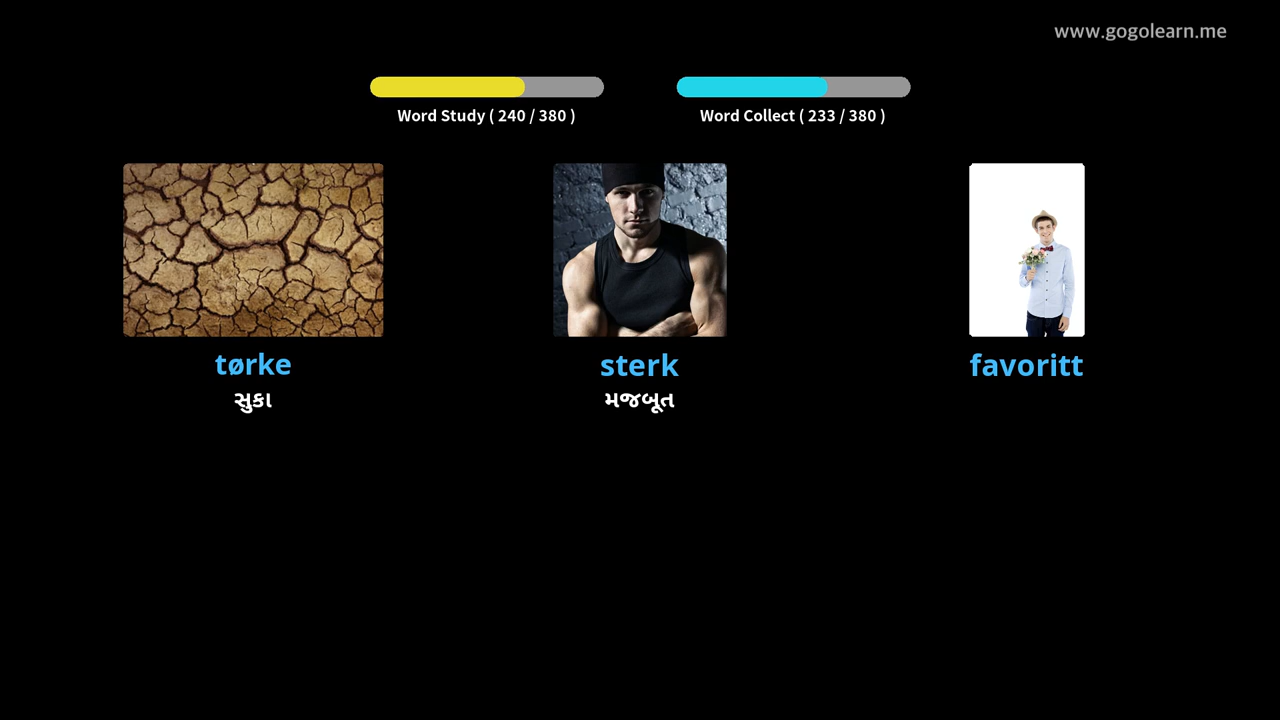 www.gogolearn.me
Word Study ( 240 / 380 )
Word Collect ( 233 / 380 )
tørke
સુકા
sterk
મજબૂત
favoritt